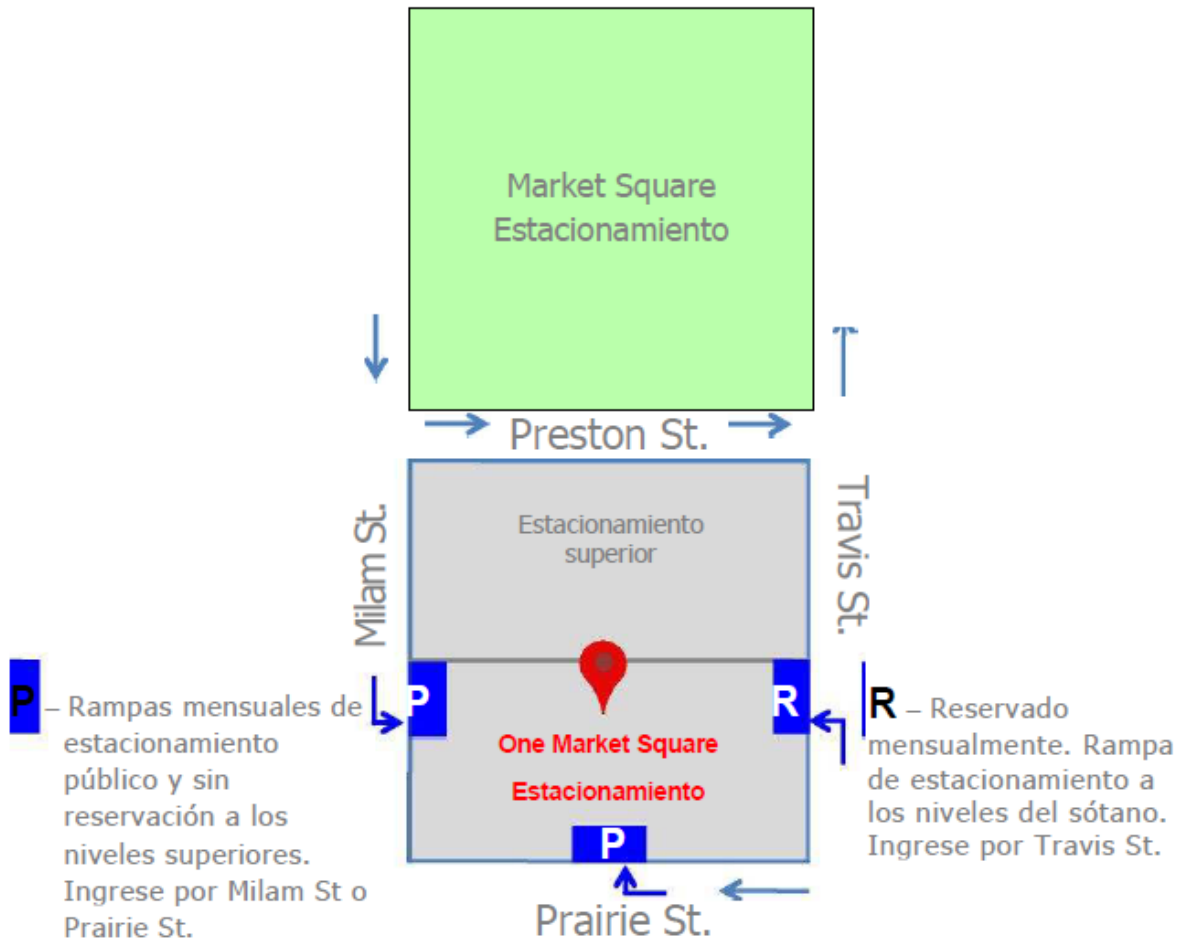 Market Square
Estacionamiento
Preston St.
Estacionamiento
superior
Milam St.
Travis St.
P
R
One Market Square
Estacionamiento
P
Prairie St.
P – Rampas mensuales de
estacionamiento
público y sin
reservación a los
niveles superiores.
Ingrese por Milam St o
Prairie St.
R – Reservado
mensualmente. Rampa
de estacionamiento a
los niveles del sótano.
Ingrese por Travis St.